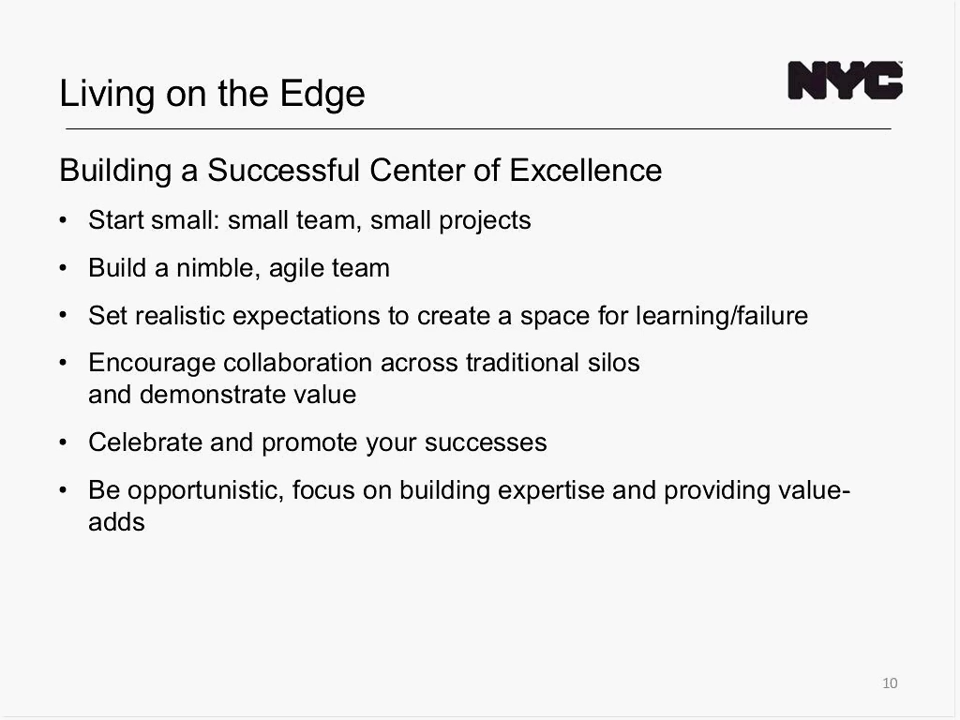 Living on the Edge
NYC
Building a Successful Center of Excellence
• Start small: small team, small projects
• Build a nimble, agile team
• Set realistic expectations to create a space for learning/failure
• Encourage collaboration across traditional silos
and demonstrate value
• Celebrate and promote your successes
• Be opportunistic, focus on building expertise and providing value-
adds
10